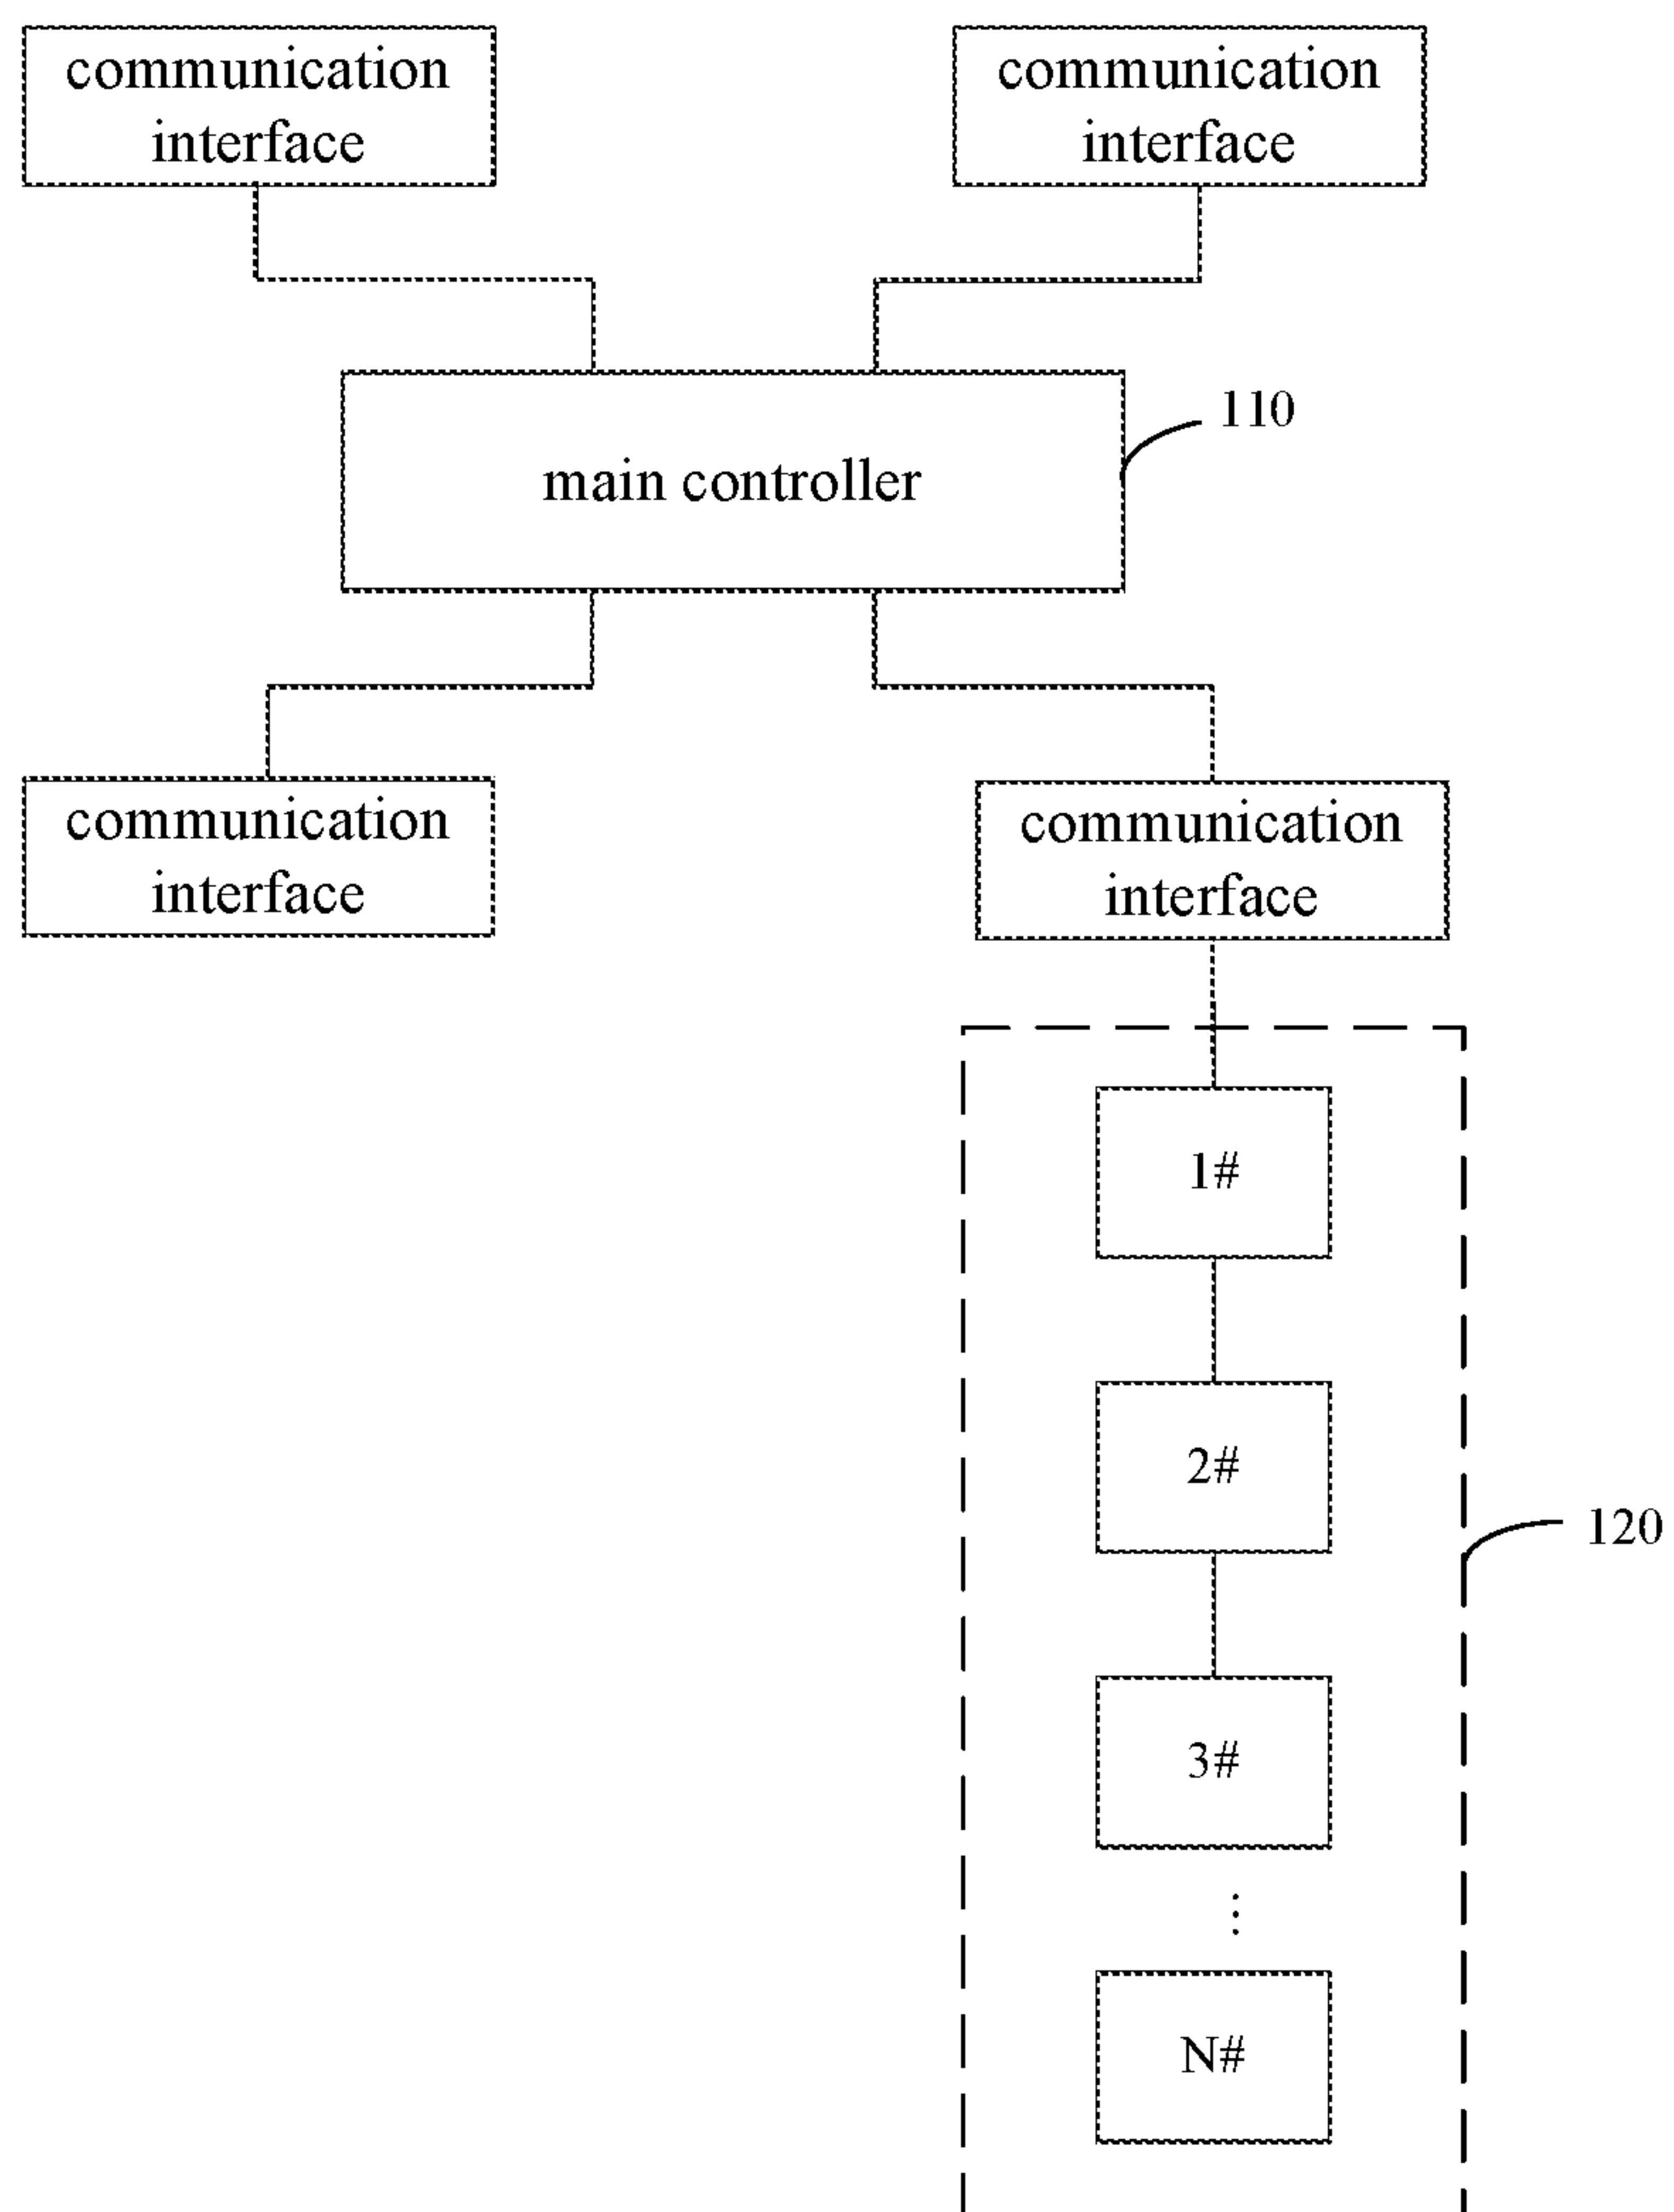 communication
interface
communication
interface
main controller
110
communication
interface
communication
interface
1#
2#
120
3#
N#